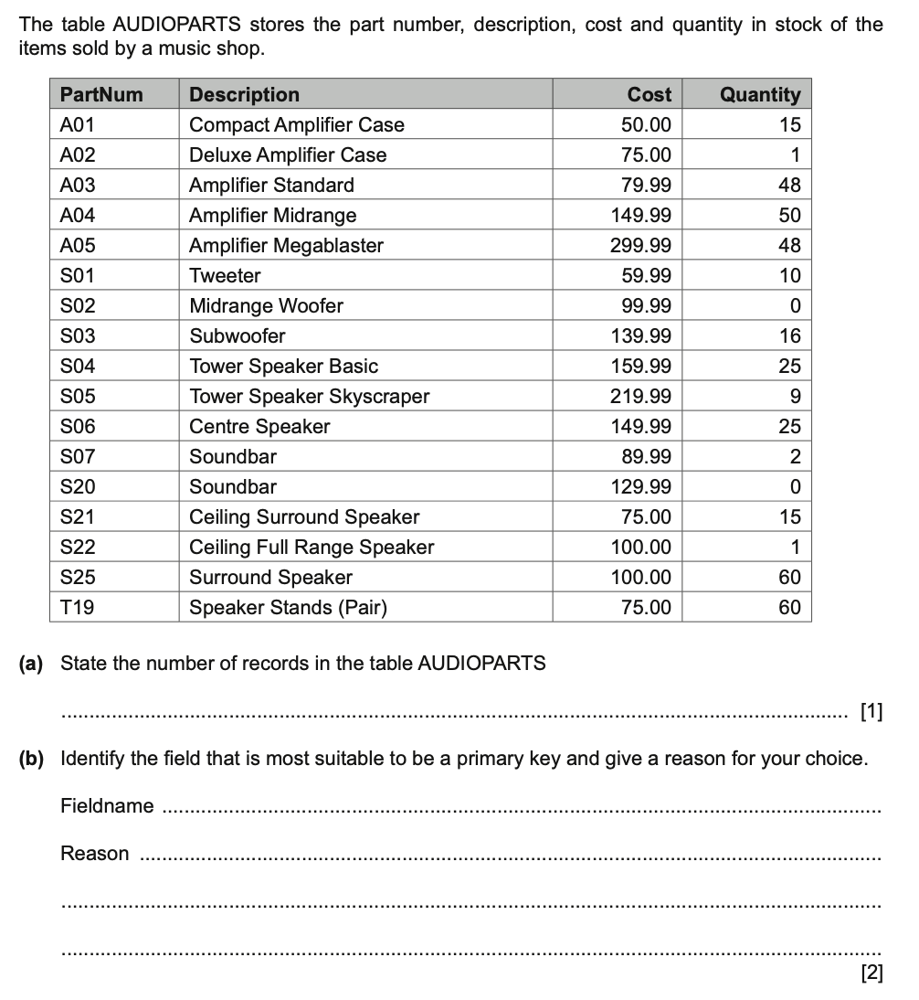 The table AUDIOPARTS stores the part number, description, cost and quantity in stock of the
items sold by a music shop.
PartNum Description Cost Quantity
A01 Compact Amplifier Case 50.00 15
A02 Deluxe Amplifier Case 75.00 1
A03 Amplifier Standard 79.99 48
A04 Amplifier Midrange 149.99 50
A05 Amplifier Megablaster 299.99 48
S01 Tweeter 59.99 10
S02 Midrange Woofer 99.99 0
S03 Subwoofer 139.99 16
S04 Tower Speaker Basic 159.99 25
S05 Tower Speaker Skyscraper 219.99 9
S06 Centre Speaker 149.99 25
S07 Soundbar 89.99 2
S20 Soundbar 129.99 0
S21 Ceiling Surround Speaker 75.00 15
S22 Ceiling Full Range Speaker 100.00 1
S25 Surround Speaker 100.00 60
T19 Speaker Stands (Pair) 75.00 60
(a) State the number of records in the table AUDIOPARTS
[1]
(b) Identify the field that is most suitable to be a primary key and give a reason for your choice.
Fieldname
Reason
[2]